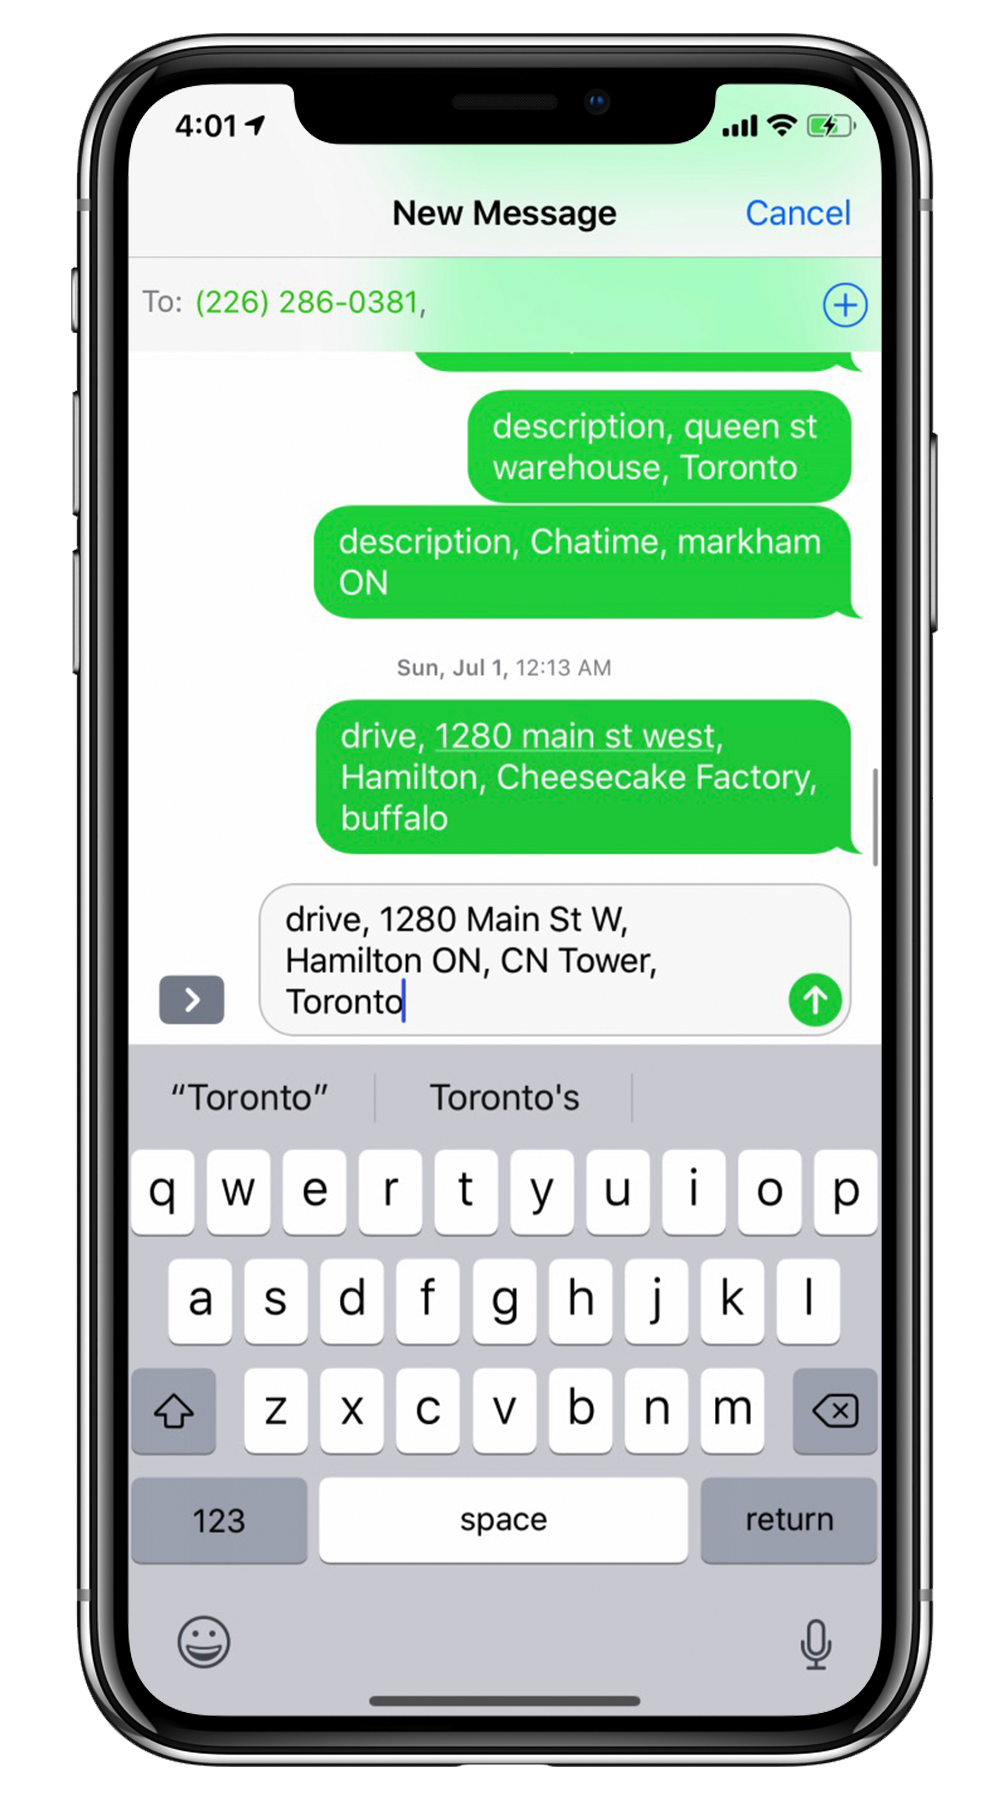 4:01
New Message
Cancel
To: (226) 286-0381,
description, queen st
warehouse, Toronto
description, Chatime, markham
ON
Sun, Jul 1, 12:13 AM
drive, 1280 main st west,
Hamilton, Cheesecake Factory,
buffalo
drive, 1280 Main St W,
Hamilton ON, CN Tower,
Toronto
“Toronto”
Toronto's
q w e r t y u i o p
a s d f g h j k l
z x c v b n m
123
space
return